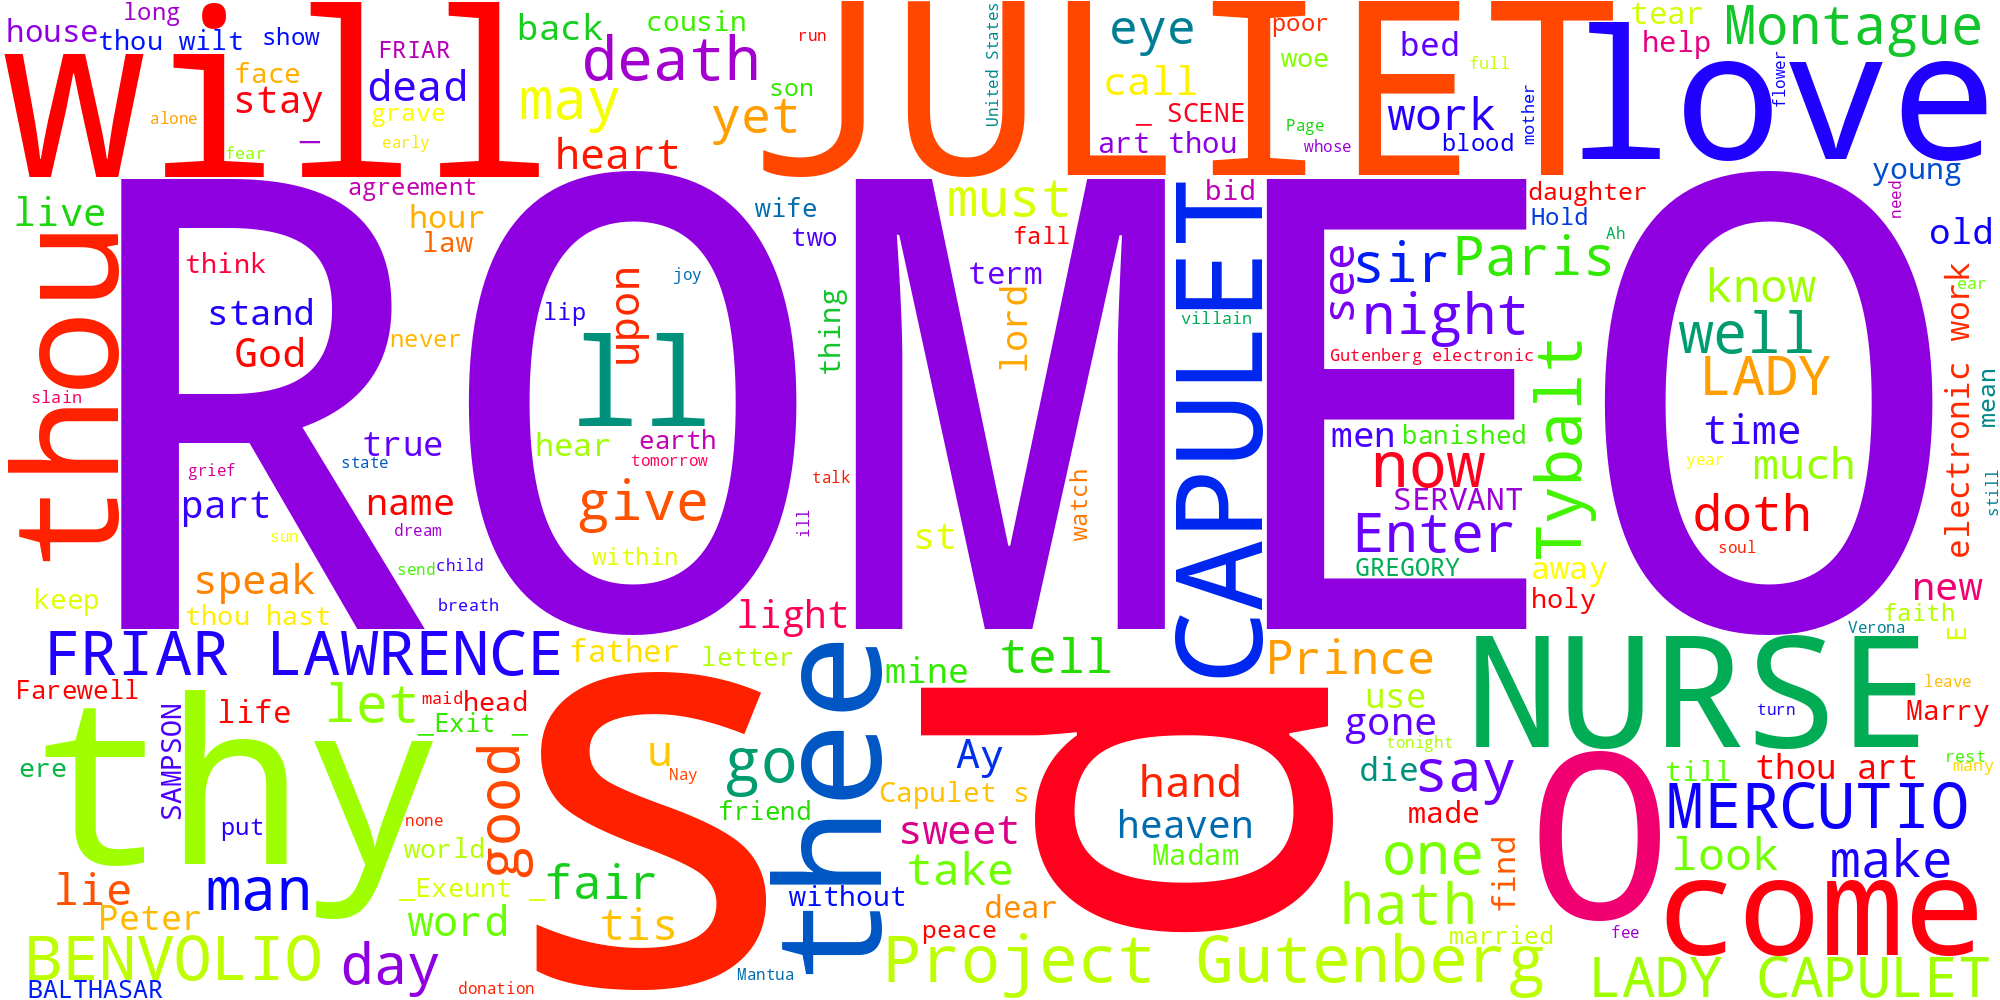 long
house
thou wilt
show
will
FRIAR
back
cousin
death
run
JULIET
United States
eye
poor
bed
tear
Montague
help
love
face
stay
dead
grave
may
son
yet
call
woe
full
flower
alone
_
_ SCENE
work
Page
mother
fear
early
heart
art thou
whose
blood
young
agreement
live
hour
law
wife
two
must
fall
bid
daughter
Hold
Ah
need
old
thou
think
ROMEO
stand
God
never
lip
upon
joy
thing
term
lord
CAPULET
villain
see
sir
Paris
night
know
well
LADY
ear
electronic work
Gutenberg electronic
slain
ll
true
state
hear
earth
tomorrow
men
banished
Tybalt
time
much
year
mean
still
grief
part
name
dream
give
talk
ill
watch
now
SERVANT
Enter
GREGORY
doth
soul
sun
speak
send
child
within
st
away
holy
new
keep
thou hast
breath
light
faith
Verona
E
FRIAR LAWRENCE
father
letter
mine
tell
Prince
NURSE
Farewell
life
let
maid
head
_Exit _
thee
d
use
gone
tonight
turn
leave
Marry
thy
SAMPSON
good
s
u
Nay
go
Ay
hand
die
say
O
till
thou art
rest
many
ere
put
none
friend
Capulet s
heaven
made
MERCUTIO
world
sweet
Madam
one
look
make
lie
man
_Exeunt _
fair
without
take
hath
find
come
Peter
word
tis
dear
peace
married
fee
BENVOLIO
day
Mantua
Project Gutenberg
LADY CAPULET
BALTHASAR
donation